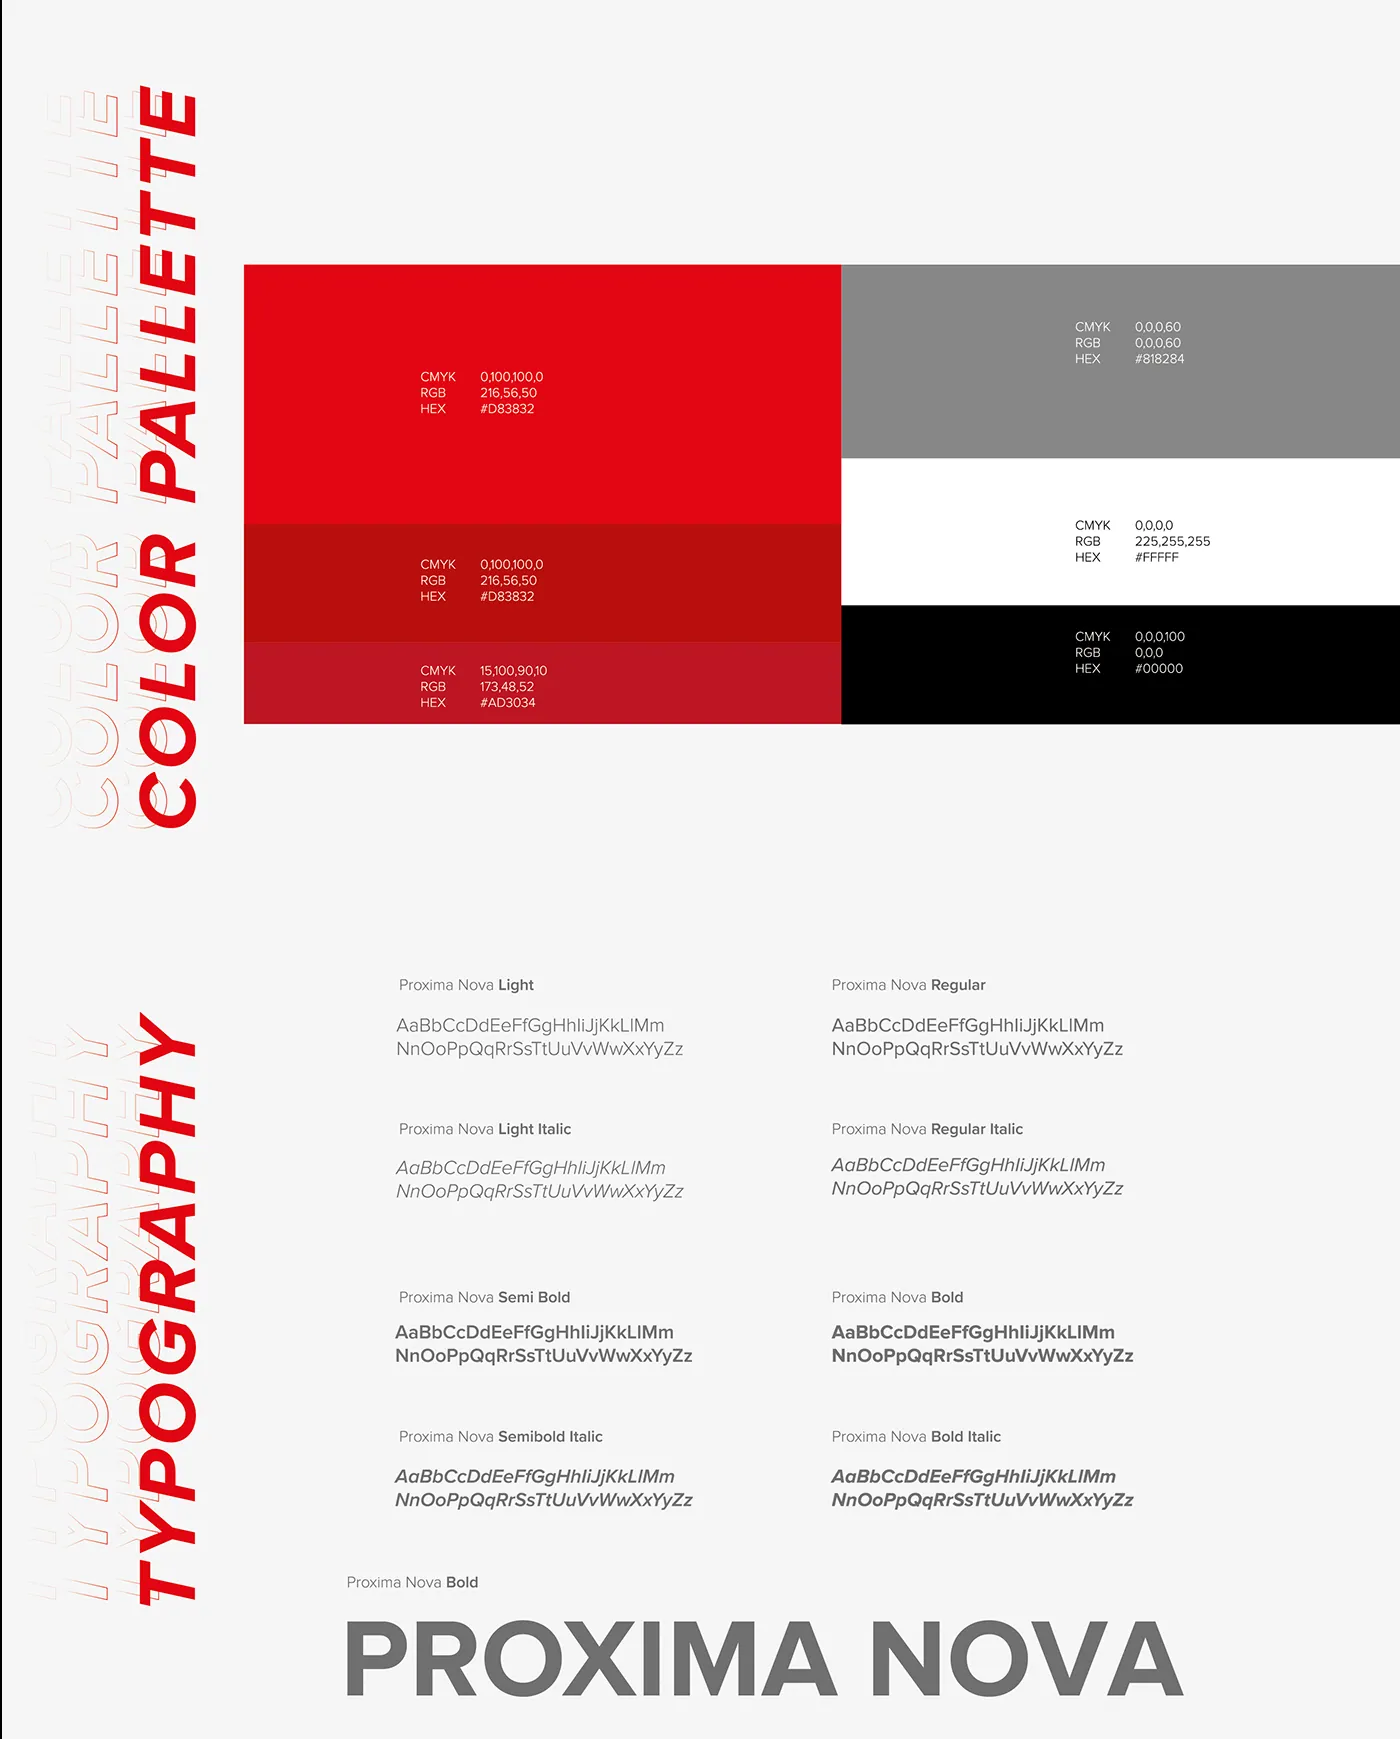 COLOR PALLETTE
CMYK 0,100,100,0
RGB 216,56,50
HEX #D83832
CMYK 0,100,100,0
RGB 216,56,50
HEX #D83832
CMYK 15,100,90,10
RGB 173,48,52
HEX #AD3034
CMYK 0,0,0,60
RGB 0,0,0,60
HEX #818284
CMYK 0,0,0,0
RGB 225,255,255
HEX #FFFFF
CMYK 0,0,0,100
RGB 0,0,0
HEX #00000
TYPOGRAPHY
Proxima Nova Light
AaBbCcDdEeFfGgHhIiJjKkLlMm
NnOoPpQqRrSsTtUuVvWwXxYyZz
Proxima Nova Regular
AaBbCcDdEeFfGgHhIiJjKkLlMm
NnOoPpQqRrSsTtUuVvWwXxYyZz
Proxima Nova Light Italic
AaBbCcDdEeFfGgHhIiJjKkLlMm
NnOoPpQqRrSsTtUuVvWwXxYyZz
Proxima Nova Regular Italic
AaBbCcDdEeFfGgHhIiJjKkLlMm
NnOoPpQqRrSsTtUuVvWwXxYyZz
Proxima Nova Semi Bold
AaBbCcDdEeFfGgHhIiJjKkLlMm
NnOoPpQqRrSsTtUuVvWwXxYyZz
Proxima Nova Bold
AaBbCcDdEeFfGgHhIiJjKkLlMm
NnOoPpQqRrSsTtUuVvWwXxYyZz
Proxima Nova Semibold Italic
AaBbCcDdEeFfGgHhIiJjKkLlMm
NnOoPpQqRrSsTtUuVvWwXxYyZz
Proxima Nova Bold Italic
AaBbCcDdEeFfGgHhIiJjKkLlMm
NnOoPpQqRrSsTtUuVvWwXxYyZz
Proxima Nova Bold
PROXIMA NOVA